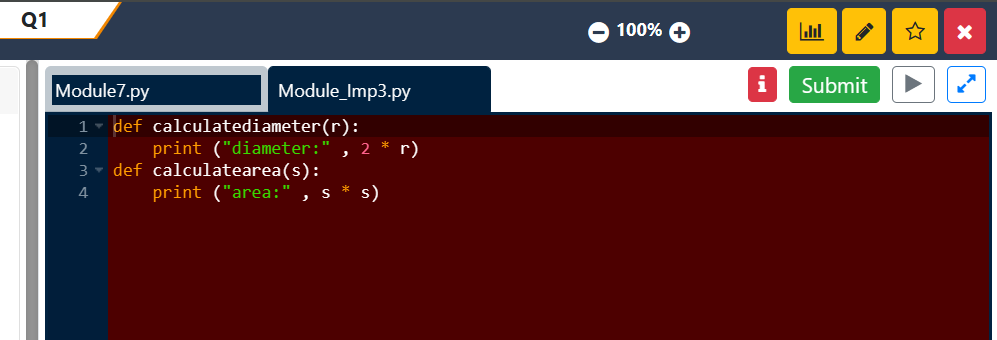 Q1
100%
Module7.py
Module_Imp3.py
i
Submit
1 def calculatediameter(r):
2     print ("diameter:" , 2 * r)
3 def calculatearea(s):
4     print ("area:" , s * s)